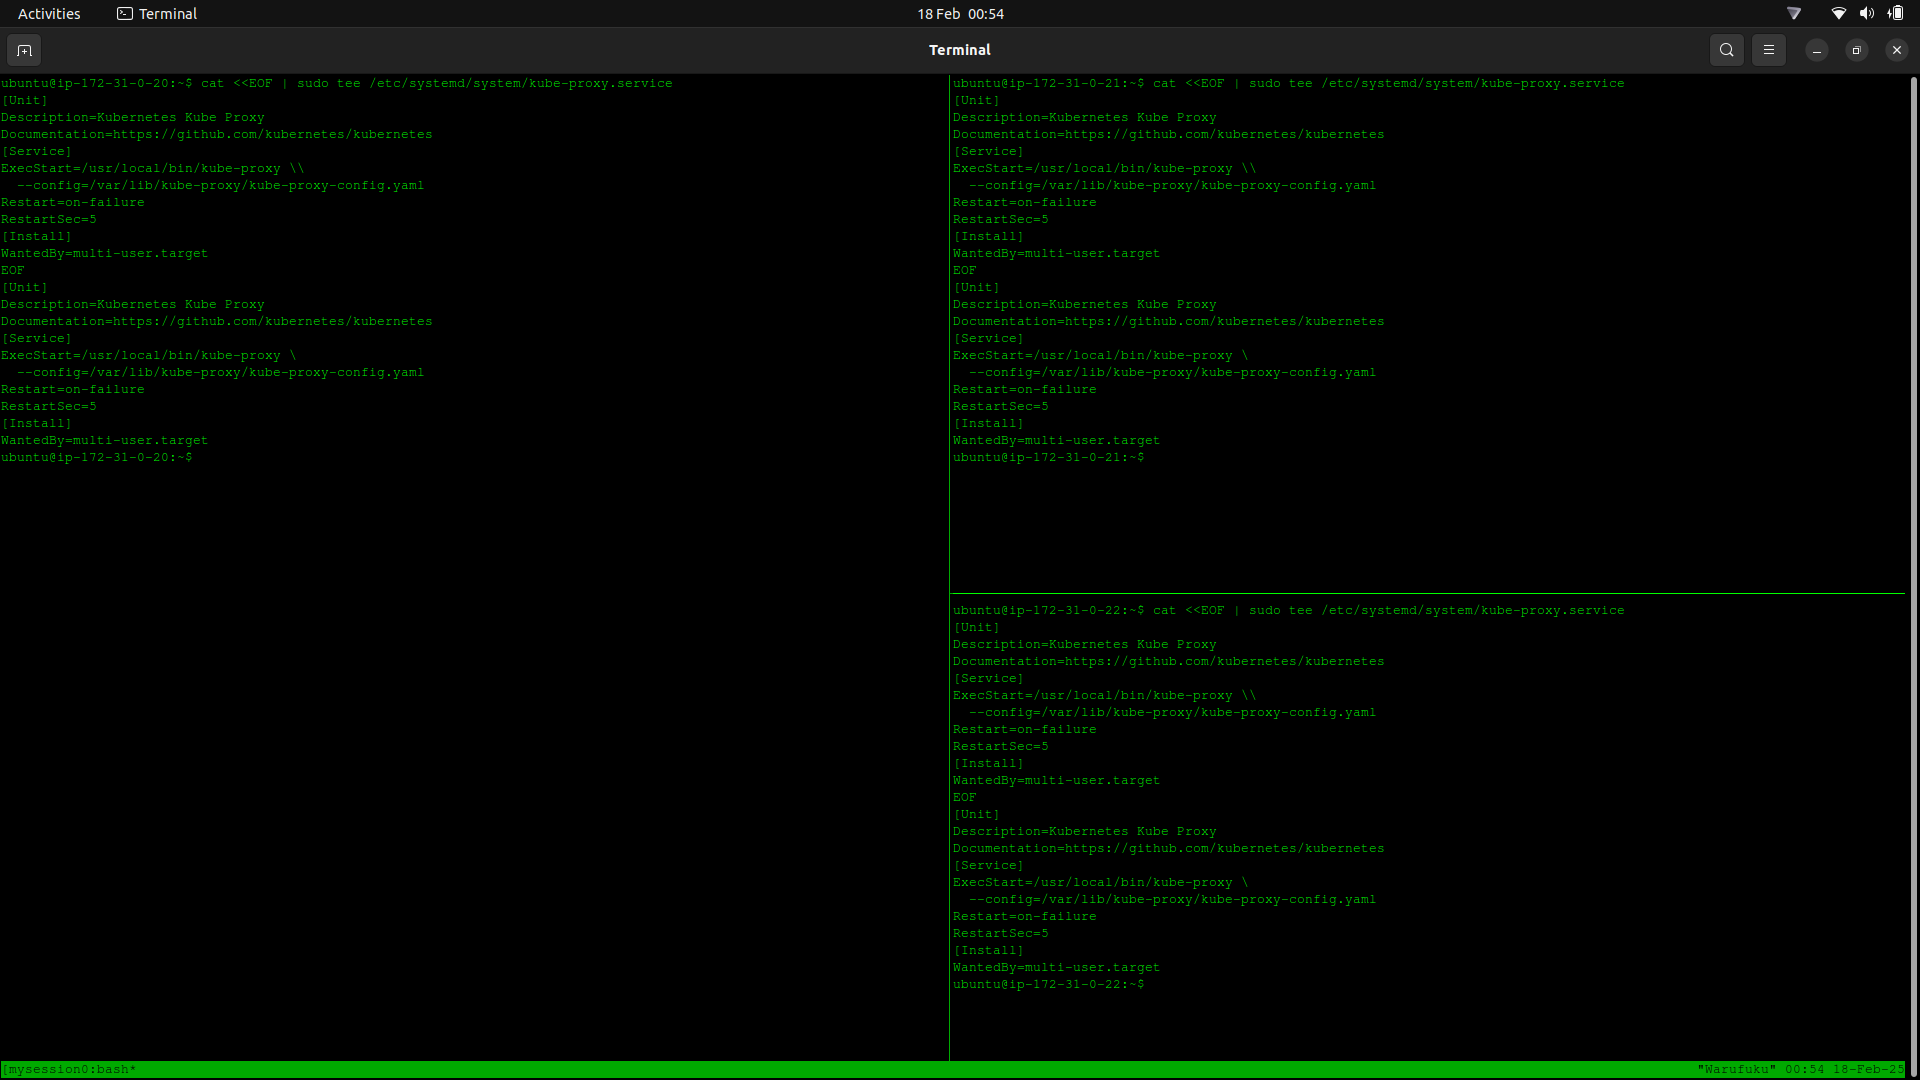 Activities
Terminal
18 Feb 00:54
Terminal
ubuntu@ip-172-31-0-20:~$ cat <<EOF | sudo tee /etc/systemd/system/kube-proxy.service
[Unit]
Description=Kubernetes Kube Proxy
Documentation=https://github.com/kubernetes/kubernetes
[Service]
ExecStart=/usr/local/bin/kube-proxy \\
  --config=/var/lib/kube-proxy/kube-proxy-config.yaml
Restart=on-failure
RestartSec=5
[Install]
WantedBy=multi-user.target
EOF
[Unit]
Description=Kubernetes Kube Proxy
Documentation=https://github.com/kubernetes/kubernetes
[Service]
ExecStart=/usr/local/bin/kube-proxy \
  --config=/var/lib/kube-proxy/kube-proxy-config.yaml
Restart=on-failure
RestartSec=5
[Install]
WantedBy=multi-user.target
ubuntu@ip-172-31-0-20:~$
ubuntu@ip-172-31-0-21:~$ cat <<EOF | sudo tee /etc/systemd/system/kube-proxy.service
[Unit]
Description=Kubernetes Kube Proxy
Documentation=https://github.com/kubernetes/kubernetes
[Service]
ExecStart=/usr/local/bin/kube-proxy \\
  --config=/var/lib/kube-proxy/kube-proxy-config.yaml
Restart=on-failure
RestartSec=5
[Install]
WantedBy=multi-user.target
EOF
[Unit]
Description=Kubernetes Kube Proxy
Documentation=https://github.com/kubernetes/kubernetes
[Service]
ExecStart=/usr/local/bin/kube-proxy \
  --config=/var/lib/kube-proxy/kube-proxy-config.yaml
Restart=on-failure
RestartSec=5
[Install]
WantedBy=multi-user.target
ubuntu@ip-172-31-0-21:~$
ubuntu@ip-172-31-0-22:~$ cat <<EOF | sudo tee /etc/systemd/system/kube-proxy.service
[Unit]
Description=Kubernetes Kube Proxy
Documentation=https://github.com/kubernetes/kubernetes
[Service]
ExecStart=/usr/local/bin/kube-proxy \\
  --config=/var/lib/kube-proxy/kube-proxy-config.yaml
Restart=on-failure
RestartSec=5
[Install]
WantedBy=multi-user.target
EOF
[Unit]
Description=Kubernetes Kube Proxy
Documentation=https://github.com/kubernetes/kubernetes
[Service]
ExecStart=/usr/local/bin/kube-proxy \
  --config=/var/lib/kube-proxy/kube-proxy-config.yaml
Restart=on-failure
RestartSec=5
[Install]
WantedBy=multi-user.target
ubuntu@ip-172-31-0-22:~$
[mysession0:bash* "Warufuku" 00:54 18-Feb-25